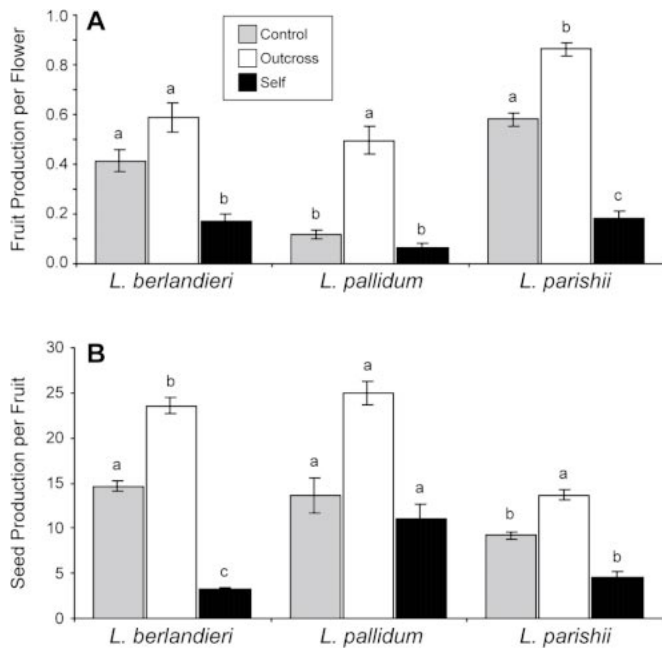 A
Control
Outcross
Self
Fruit Production per Flower
1.0
0.8
0.6
0.4
0.2
0.0
a
a
b
b
a
b
a
b
c
L. berlandieri L. pallidum L. parishii
B
Seed Production per Fruit
30
25
20
15
10
5
0
a
b
c
a
a
a
b
a
b
L. berlandieri L. pallidum L. parishii